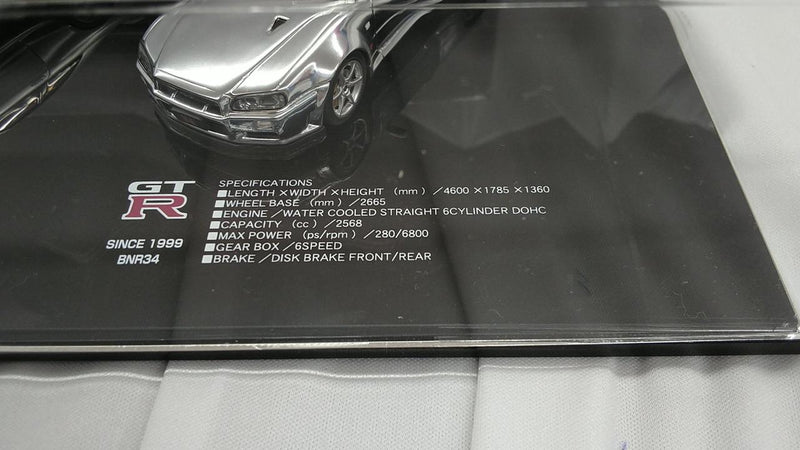 GT
R
SINCE 1999
BNR34
SPECIFICATIONS
■LENGTH×WIDTH×HEIGHT (mm) ／4600×1785×1360
■WHEEL BASE (mm) ／2665
■ENGINE／WATER COOLED STRAIGHT 6CYLINDER DOHC
■CAPACITY (cc) ／2568
■MAX POWER (ps/rpm) ／280/6800
■GEAR BOX／6SPEED
■BRAKE ／DISK BRAKE FRONT/REAR